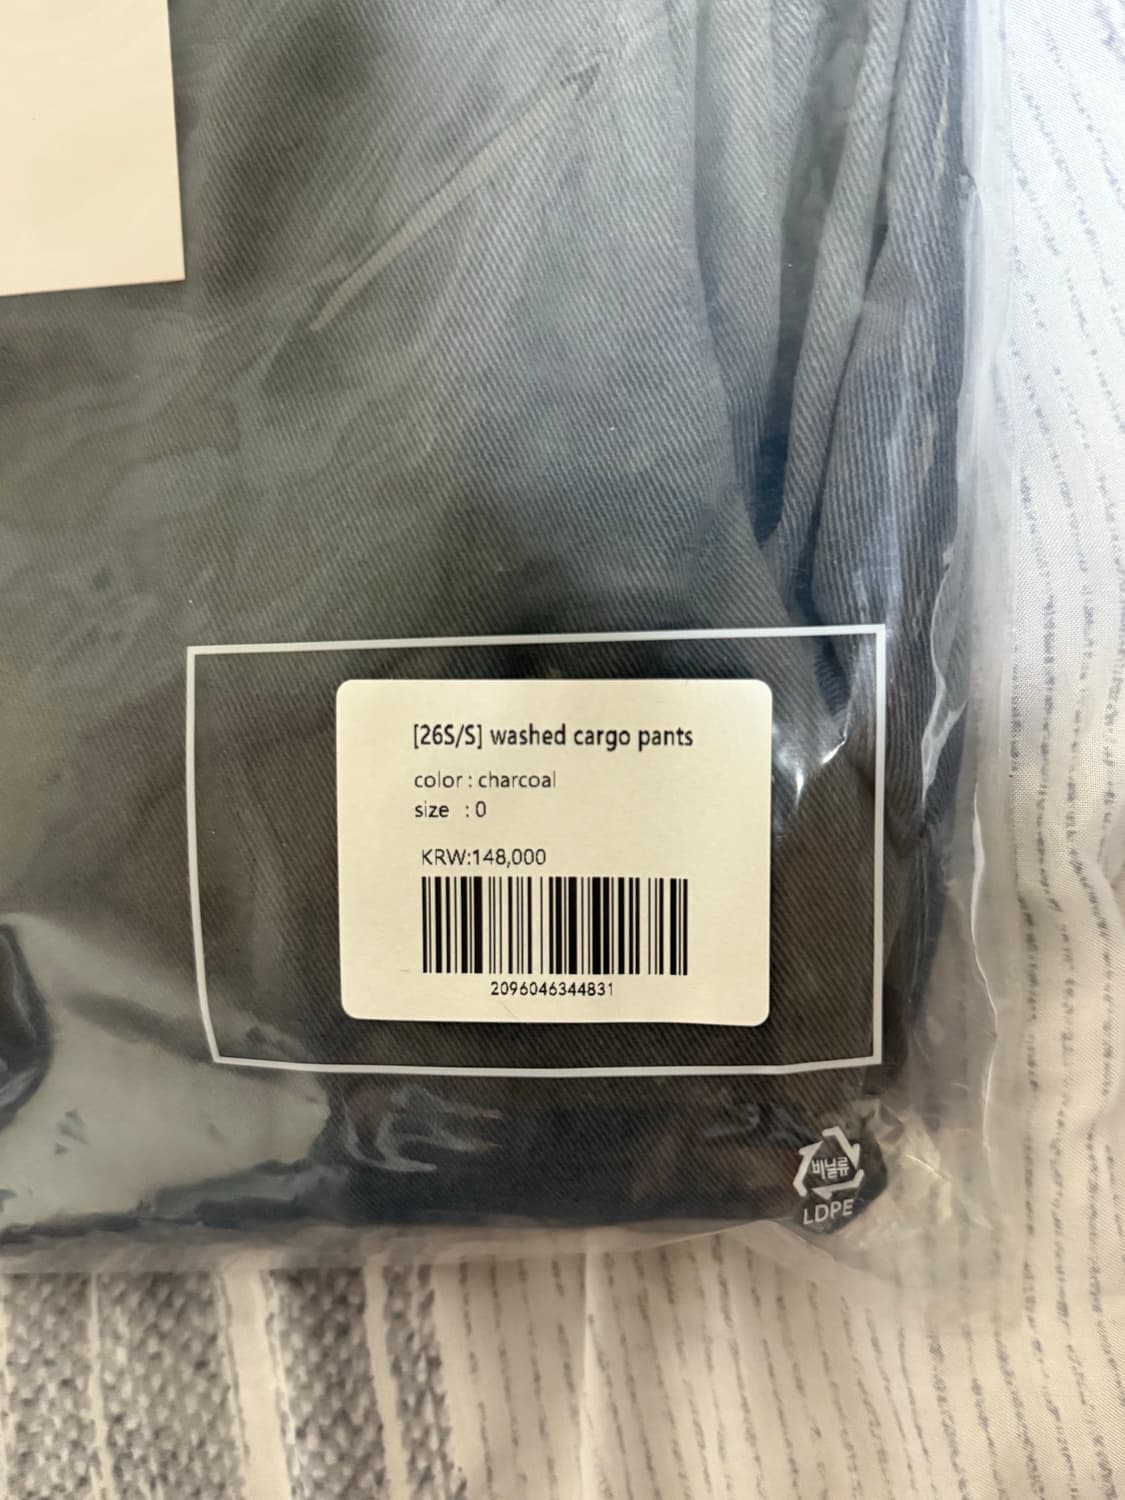 [26S/S] washed cargo pants
color : charcoal
size : 0
KRW:148,000
2096046344831
비닐류
LDPE